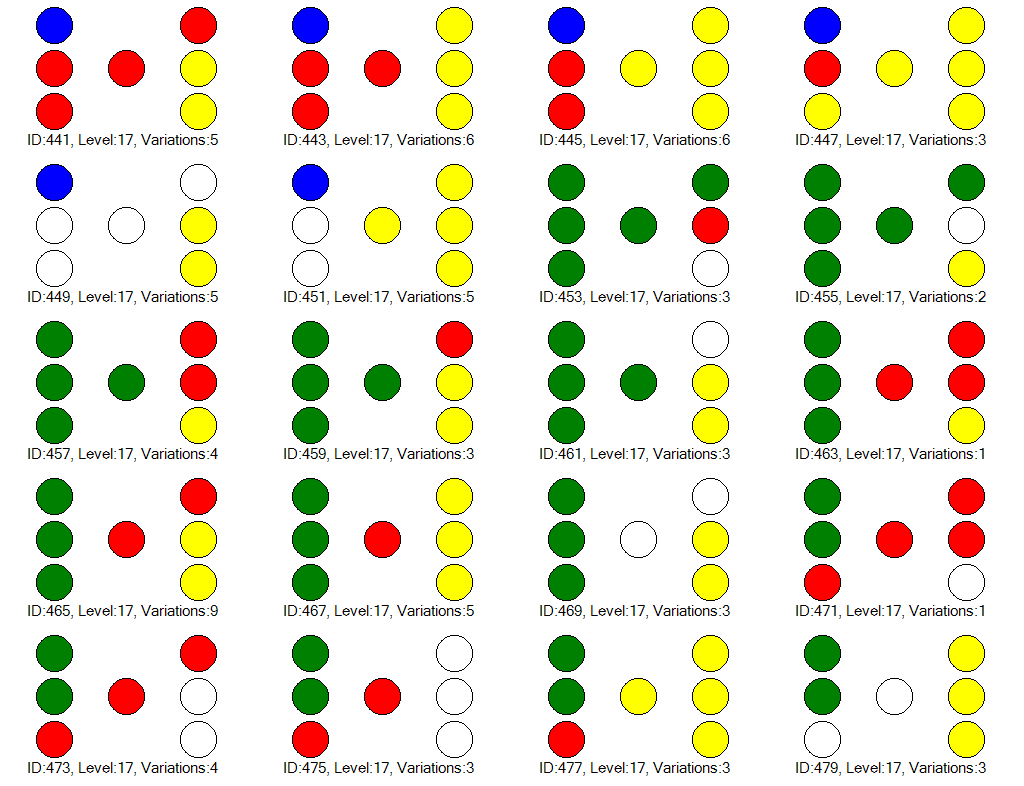 ID:441, Level:17, Variations:5
ID:443, Level:17, Variations:6
ID:445, Level:17, Variations:6
ID:447, Level:17, Variations:3
ID:449, Level:17, Variations:5
ID:451, Level:17, Variations:5
ID:453, Level:17, Variations:3
ID:455, Level:17, Variations:2
ID:457, Level:17, Variations:4
ID:459, Level:17, Variations:3
ID:461, Level:17, Variations:3
ID:463, Level:17, Variations:1
ID:465, Level:17, Variations:9
ID:467, Level:17, Variations:5
ID:469, Level:17, Variations:3
ID:471, Level:17, Variations:1
ID:473, Level:17, Variations:4
ID:475, Level:17, Variations:3
ID:477, Level:17, Variations:3
ID:479, Level:17, Variations:3